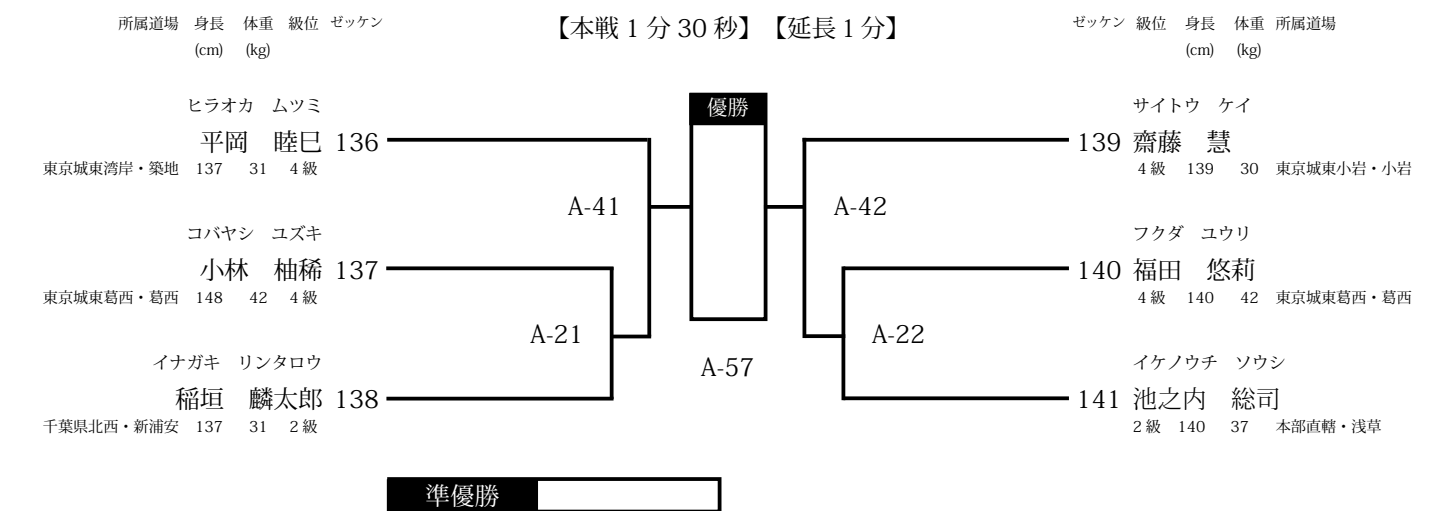 所属道場 身長 体重 級位 ゼッケン 【本戦 1 分 30 秒】【延長 1 分】 ゼッケン 級位 身長 体重 所属道場
(cm) (kg) (cm) (kg)
ヒラオカ ムツミ 優勝 サイトウ ケイ
平岡 睦巳 136 139 齋藤 慧
東京城東湾岸・築地 137 31 4 級 4 級 139 30 東京城東小岩・小岩
A-41 A-42
コバヤシ ユズキ フクダ ユウリ
小林 柚稀 137 140 福田 悠莉
東京城東葛西・葛西 148 42 4 級 4 級 140 42 東京城東葛西・葛西
A-21 A-22
イナガキ リンタロウ A-57 イケノウチ ソウシ
稲垣 麟太郎 138 141 池之内 総司
千葉県北西・新浦安 137 31 2 級 2 級 140 37 本部直轄・浅草
準優勝